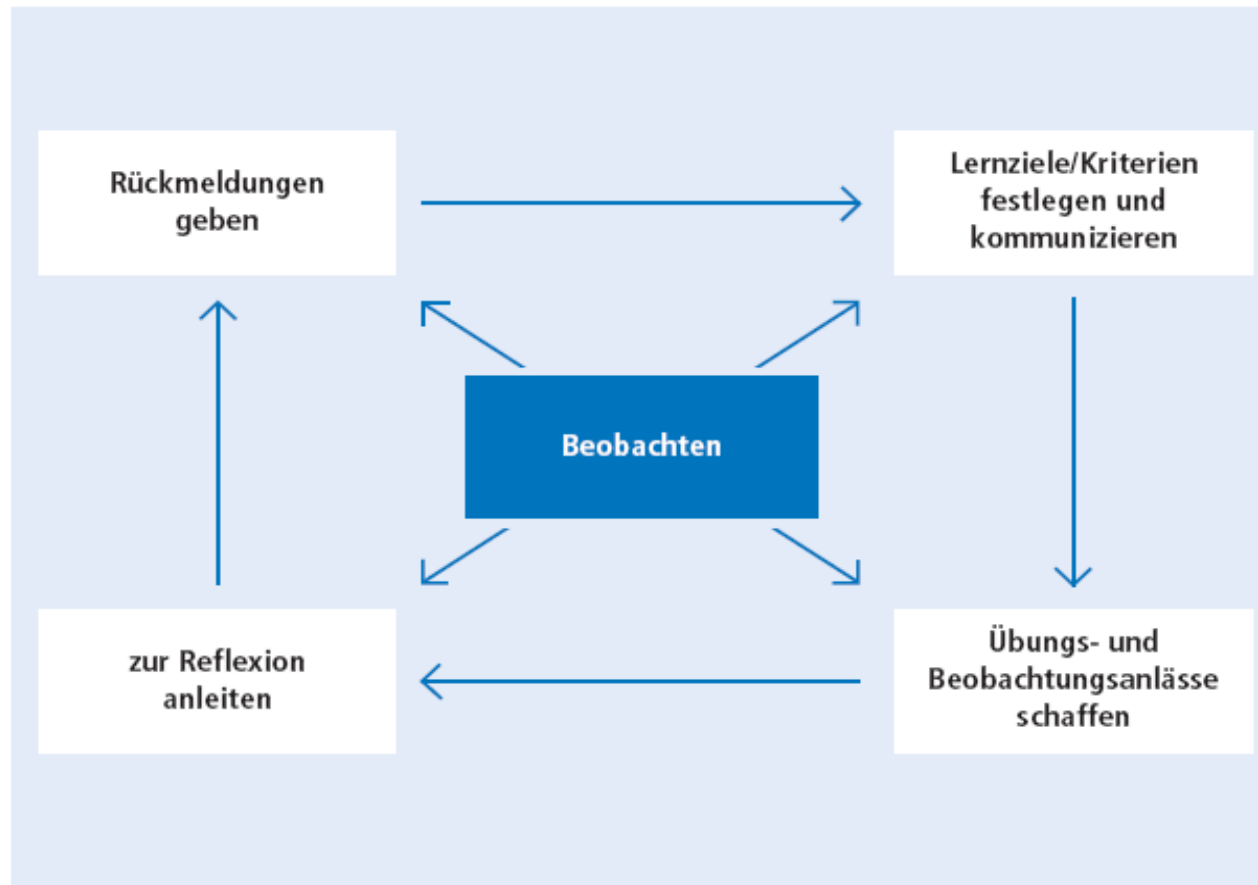 Rückmeldungen
geben
Lernziele/Kriterien
festlegen und
kommunizieren
Beobachten
zur Reflexion
anleiten
Übungs- und
Beobachtungsanlässe
schaffen